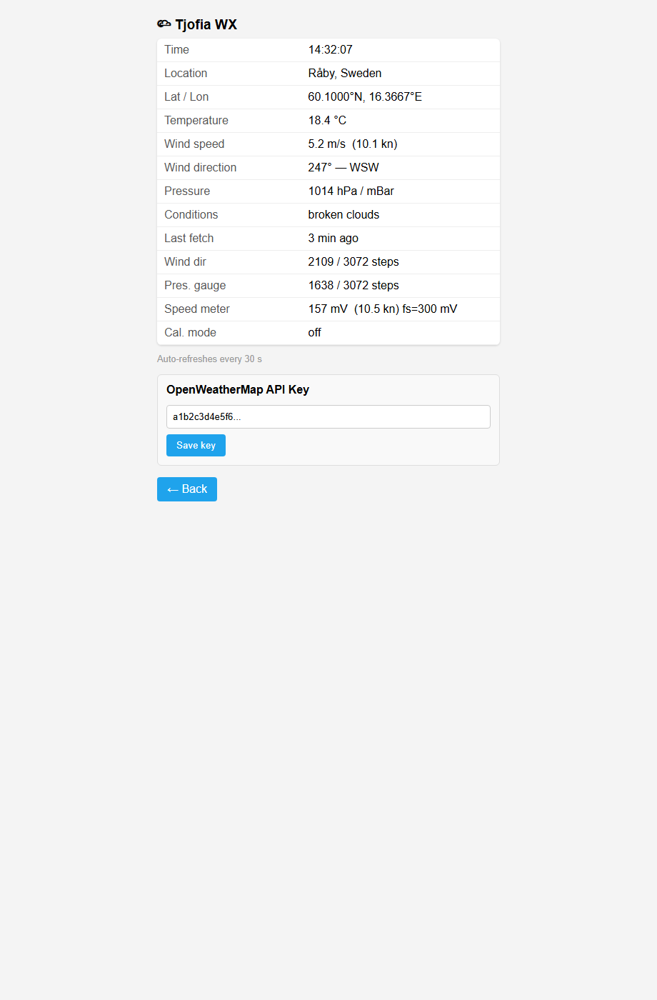 Tjofia WX
Time 14:32:07
Location Råby, Sweden
Lat / Lon 60.1000°N, 16.3667°E
Temperature 18.4 °C
Wind speed 5.2 m/s  (10.1 kn)
Wind direction 247° — WSW
Pressure 1014 hPa / mBar
Conditions broken clouds
Last fetch 3 min ago
Wind dir 2109 / 3072 steps
Pres. gauge 1638 / 3072 steps
Speed meter 157 mV  (10.5 kn) fs=300 mV
Cal. mode off
Auto-refreshes every 30 s
OpenWeatherMap API Key
a1b2c3d4e5f6...
Save key
← Back